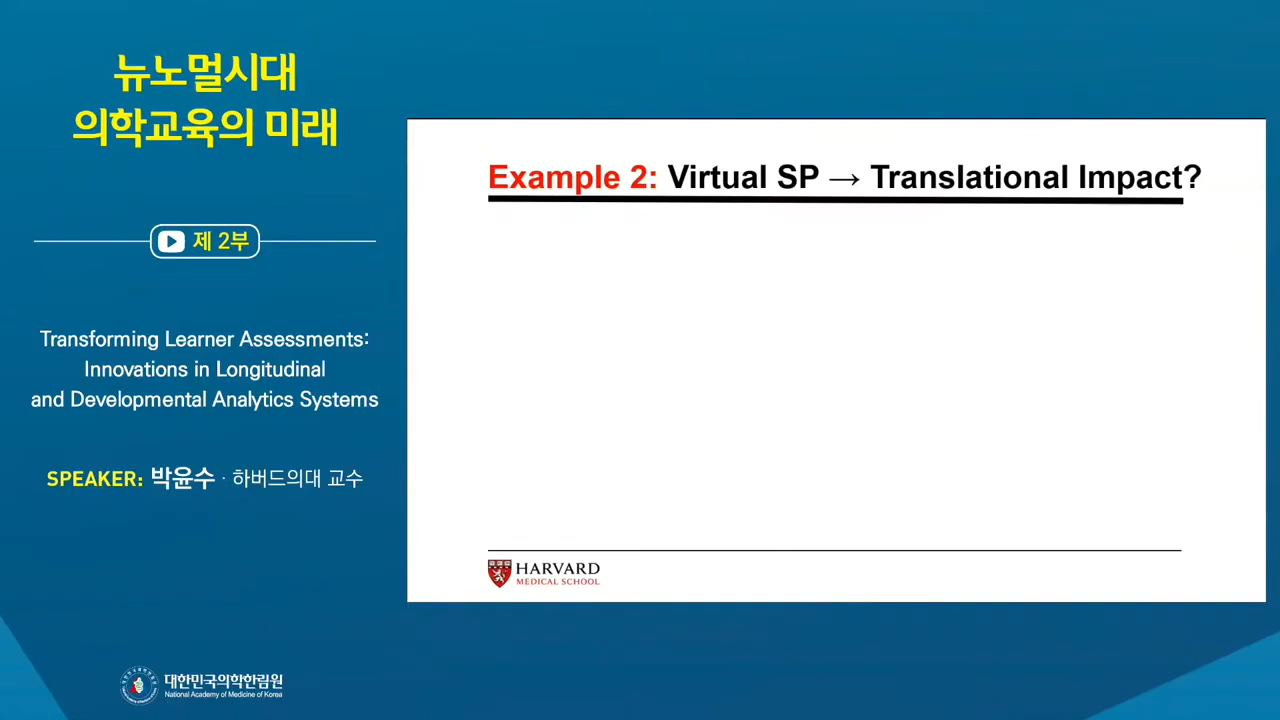 뉴노멀시대
의학교육의 미래
제 2부
Transforming Learner Assessments:
Innovations in Longitudinal
and Developmental Analytics Systems
SPEAKER: 박윤수 · 하버드의대 교수
대한민국의학한림원
National Academy of Medicine of Korea
Example 2: Virtual SP → Translational Impact?
HARVARD
MEDICAL SCHOOL